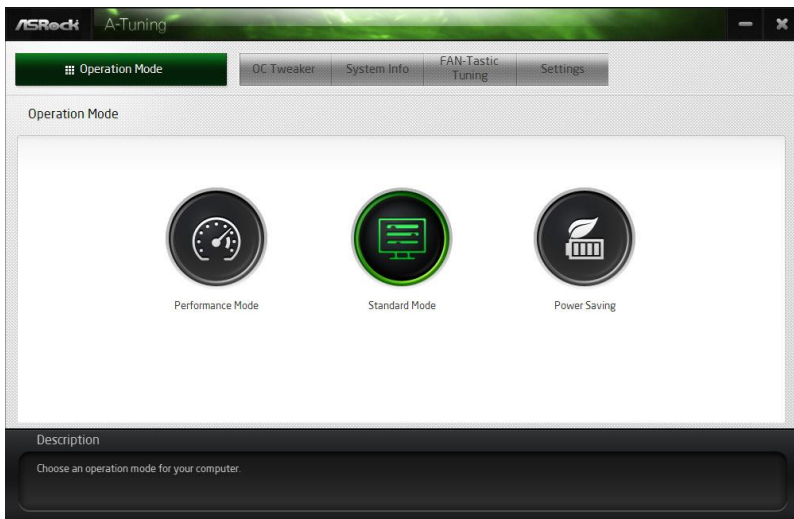 ASRock A-Tuning
Operation Mode
OC Tweaker
System Info
FAN-Tastic
Tuning
Settings
Operation Mode
Performance Mode
Standard Mode
Power Saving
Description
Choose an operation mode for your computer.